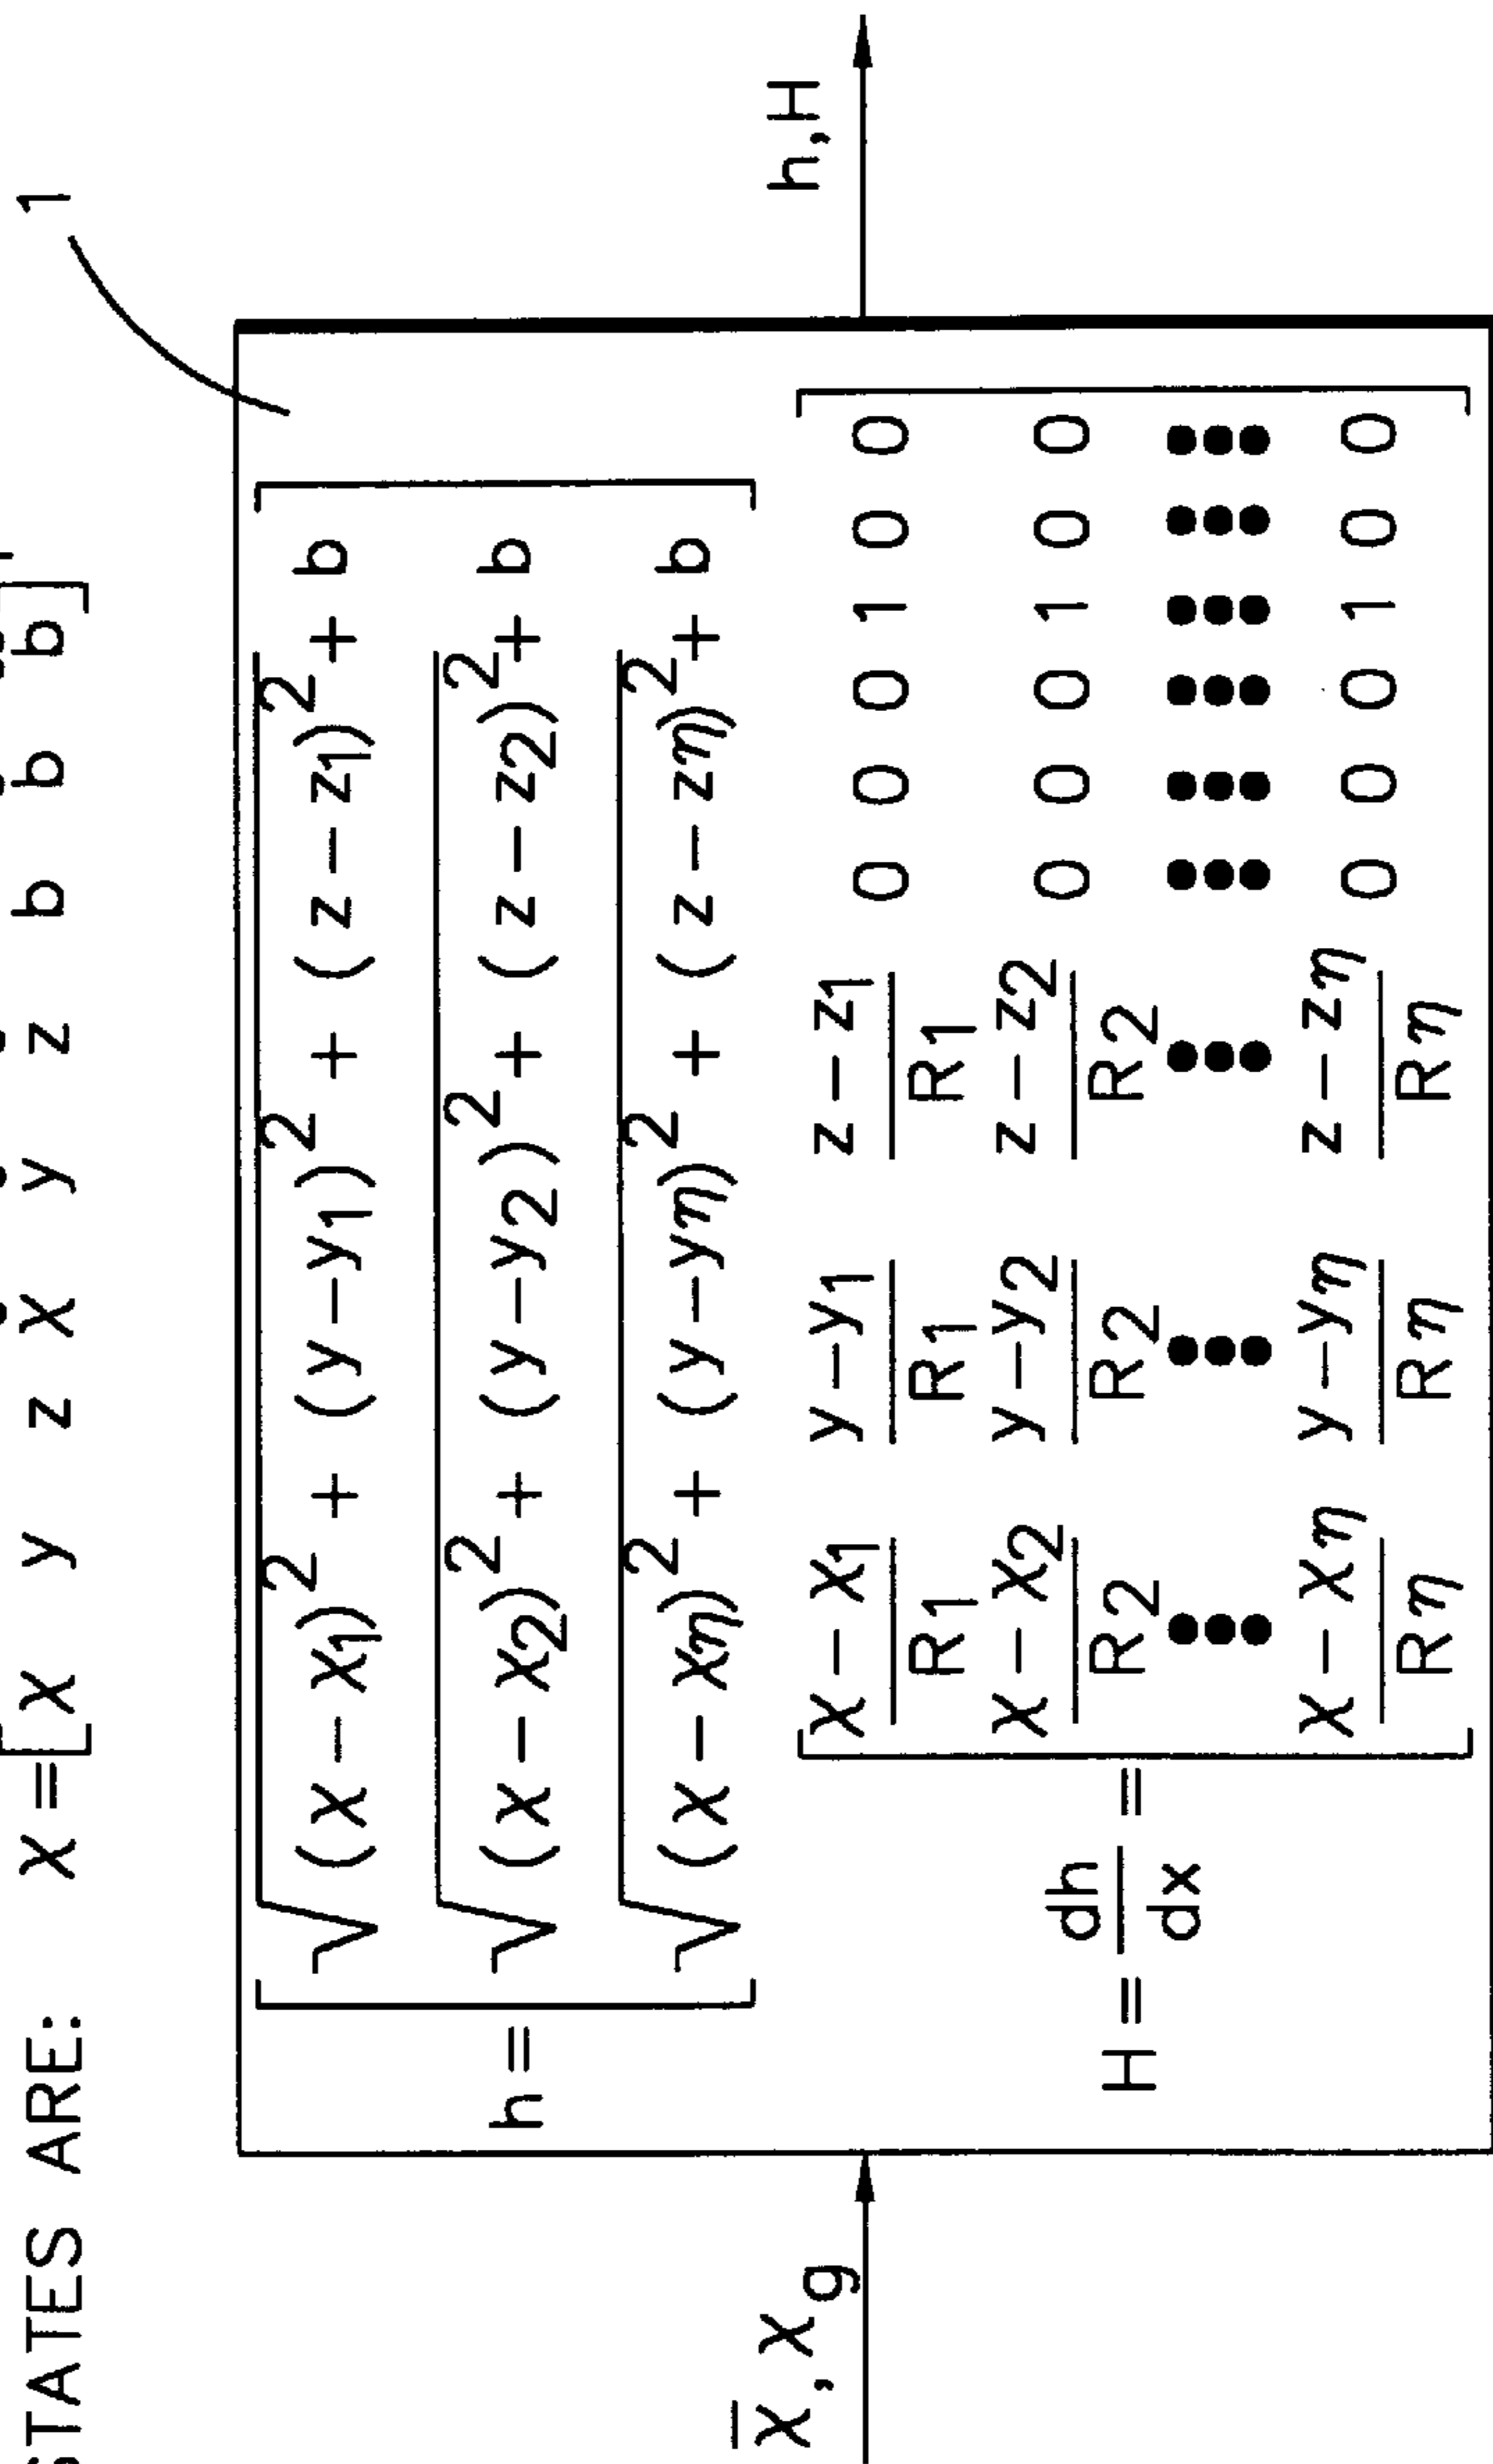 STATES ARE: x = [x y z x y z b b b]
1
h = [√(x-x1)² + (y-y1)² + (z-z1)² + b
√(x-x2)² + (y-y2)² + (z-z2)² + b
√(x-xη)² + (y-yη)² + (z-zη)² + b]
x̄, xg
h,H
H = dh/dx = [x-x1/R1 y-y1/R1 z-z1/R1 0 0 0 1 0 0
x-x2/R2 y-y2/R2 z-z2/R2 0 0 0 1 0 0
••• ••• ••• ••• ••• ••• ••• ••• •••
x-xη/Rη y-yη/Rη z-zη/Rη 0 0 0 1 0 0]